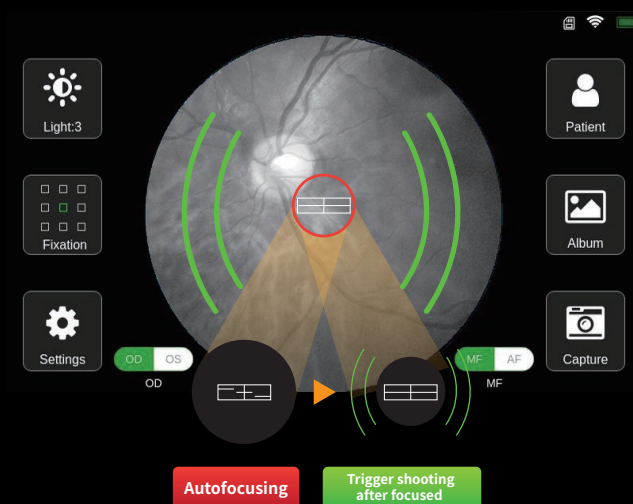 Light:3
Patient
Fixation
Album
Settings
OD OS
OD
MF AF
MF
Capture
Autofocusing
Trigger shooting
after focused